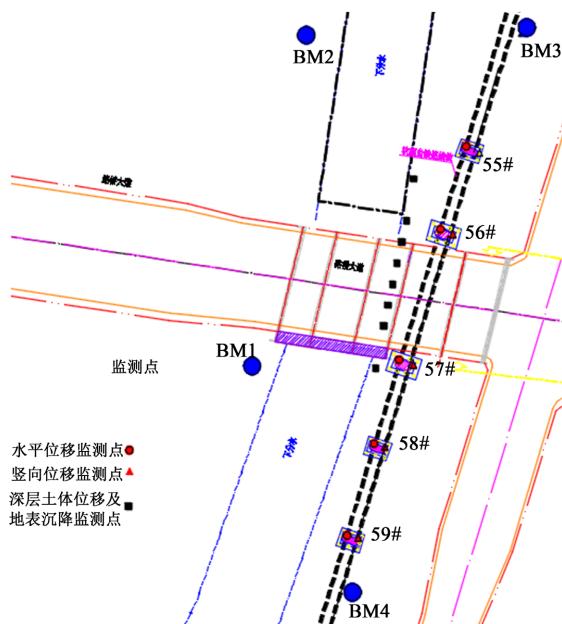 BM2
BM3
55#
56#
BM1
监测点
57#
水平位移监测点
竖向位移监测点
深层土体位移及
地表沉降监测点
58#
59#
BM4